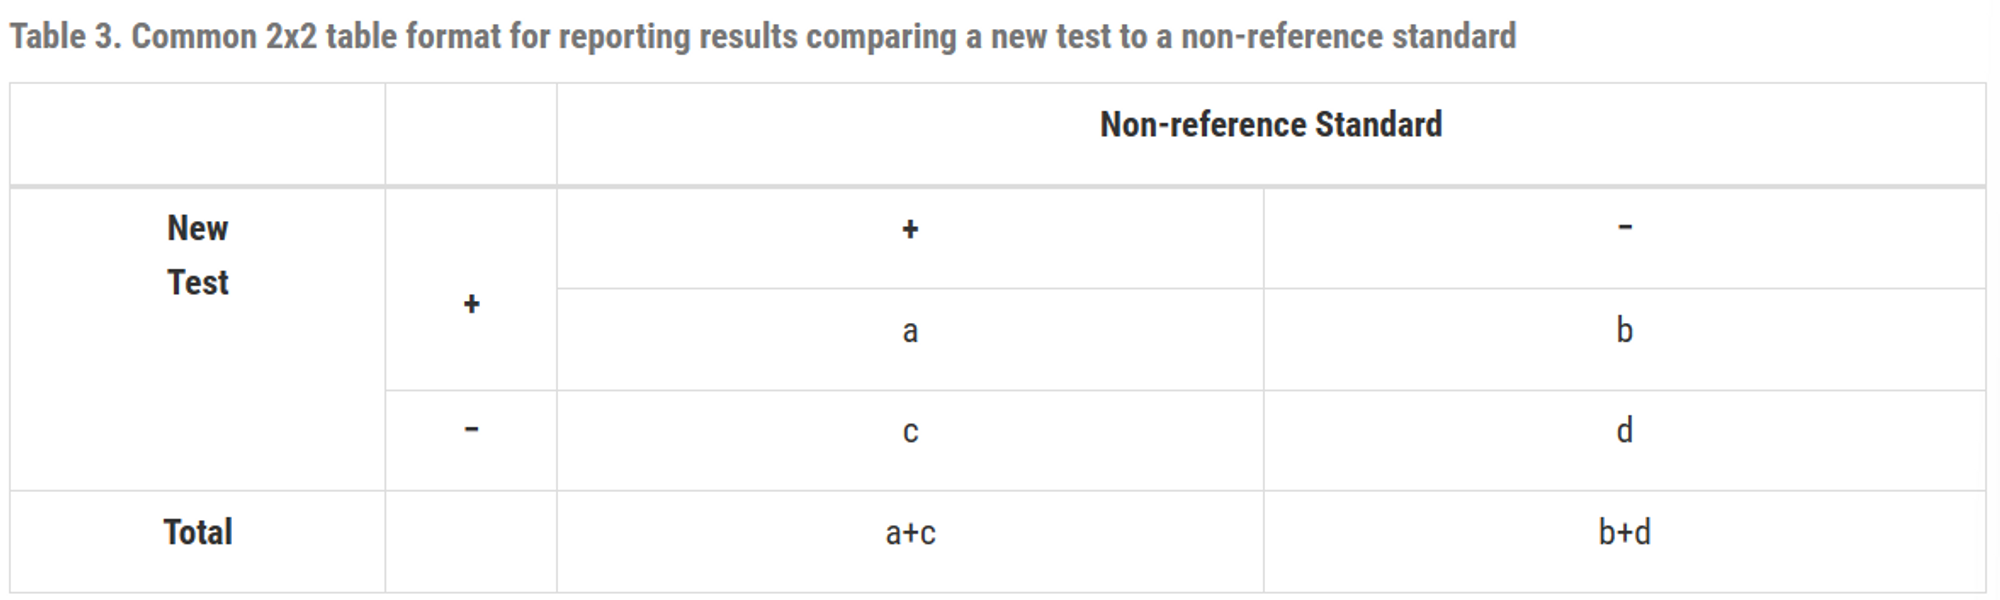 Table 3. Common 2x2 table format for reporting results comparing a new test to a non-reference standard
Non-reference Standard
New
Test
+
+
−
a
b
−
c
d
Total
a+c
b+d